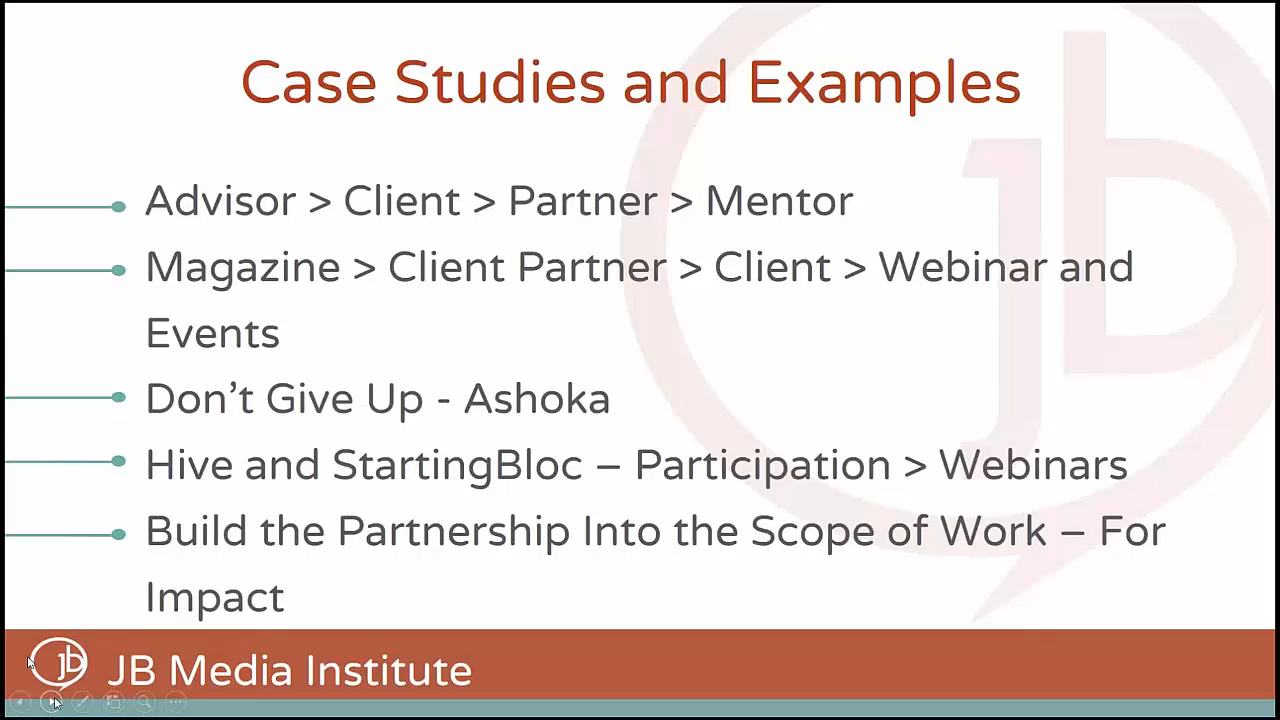 Case Studies and Examples
Advisor > Client > Partner > Mentor
Magazine > Client Partner > Client > Webinar and
Events
Don’t Give Up - Ashoka
Hive and StartingBloc – Participation > Webinars
Build the Partnership Into the Scope of Work – For
Impact
jb JB Media Institute